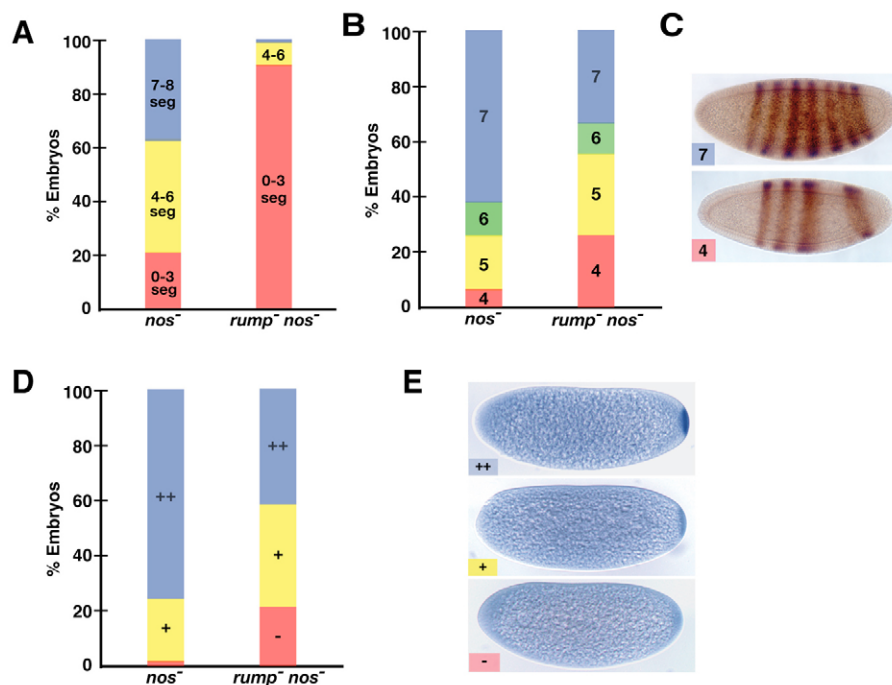 A
% Embryos
100
80
60
40
20
0
7-8
seg
4-6
seg
0-3
seg
4-6
0-3
seg
nos-
rump- nos-
B
% Embryos
100
80
60
40
20
0
7
6
5
4
7
6
5
4
nos-
rump- nos-
C
7
4
D
% Embryos
100
80
60
40
20
0
++
+
++
+
-
nos-
rump- nos-
E
++
+
-